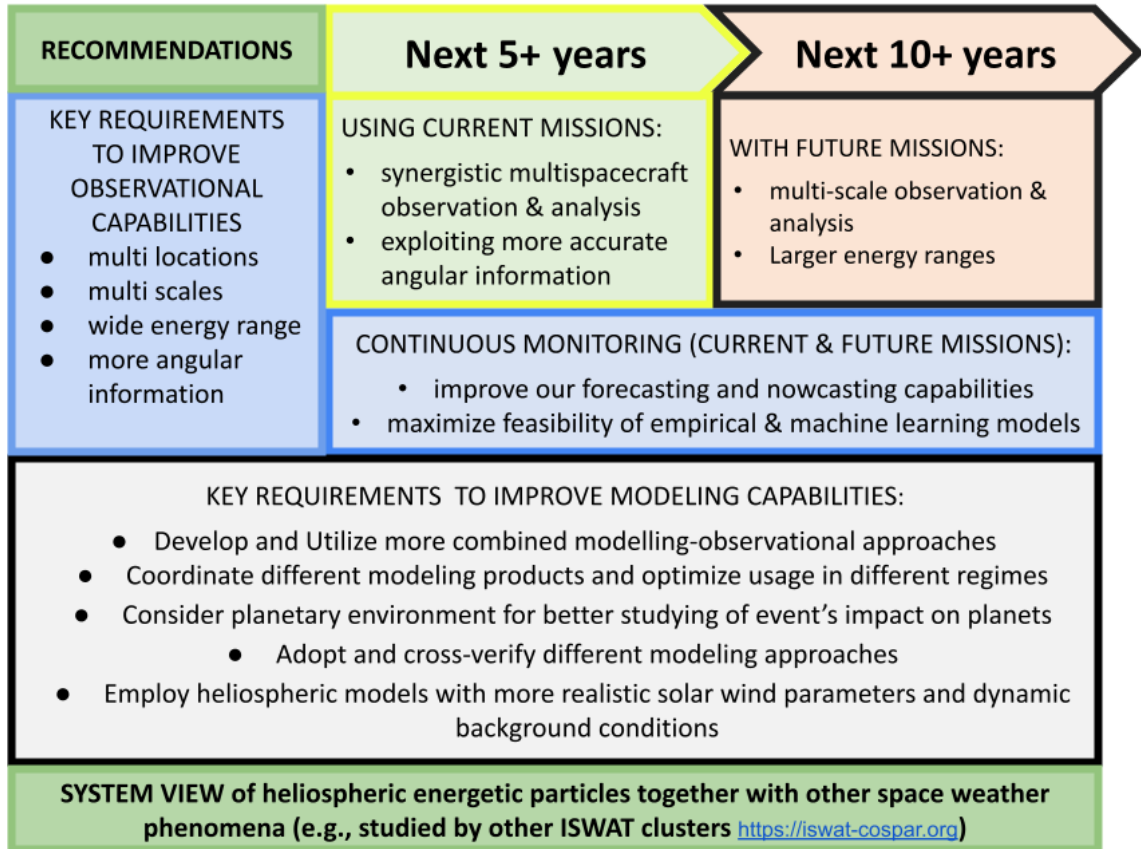 RECOMMENDATIONS
Next 5+ years
Next 10+ years
KEY REQUIREMENTS
TO IMPROVE
OBSERVATIONAL
CAPABILITIES
● multi locations
● multi scales
● wide energy range
● more angular
information
USING CURRENT MISSIONS:
• synergistic multispacecraft
observation & analysis
• exploiting more accurate
angular information
WITH FUTURE MISSIONS:
• multi-scale observation &
analysis
• Larger energy ranges
CONTINUOUS MONITORING (CURRENT & FUTURE MISSIONS):
• improve our forecasting and nowcasting capabilities
• maximize feasibility of empirical & machine learning models
KEY REQUIREMENTS TO IMPROVE MODELING CAPABILITIES:
● Develop and Utilize more combined modelling-observational approaches
● Coordinate different modeling products and optimize usage in different regimes
● Consider planetary environment for better studying of event's impact on planets
● Adopt and cross-verify different modeling approaches
● Employ heliospheric models with more realistic solar wind parameters and dynamic
background conditions
SYSTEM VIEW of heliospheric energetic particles together with other space weather
phenomena (e.g., studied by other ISWAT clusters https://iswat-cospar.org)